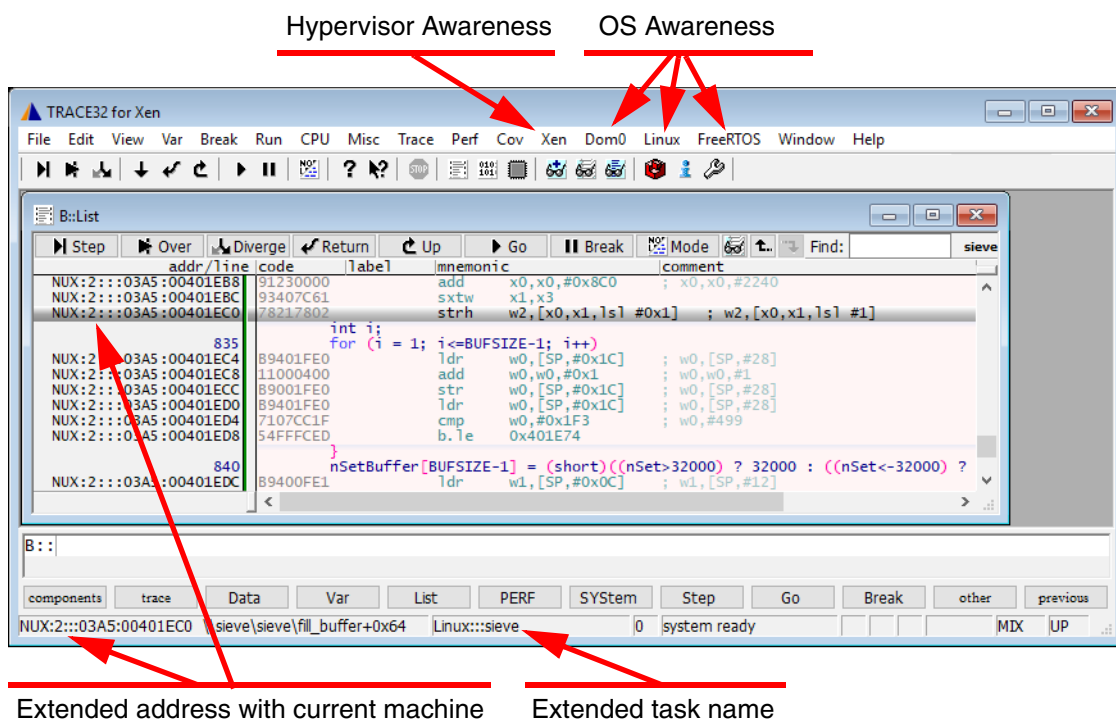 Hypervisor Awareness OS Awareness
TRACE32 for Xen
File Edit View Var Break Run CPU Misc Trace Perf Cov Xen Dom0 Linux FreeRTOS Window Help
B::List
Step Over Diverge Return Up Go Break Mode Find: sieve
addr/line code label mnemonic comment
NUX:2:::03A5:00401EB8 91230000 add x0,x0,#0x8C0 ; x0,x0,#2240
NUX:2:::03A5:00401EBC 93407C61 sxtw x1,x3
NUX:2:::03A5:00401EC0 78217802 strh w2,[x0,x1,lsl #0x1] ; w2,[x0,x1,lsl #1]
int i;
835 for (i = 1; i<=BUFSIZE-1; i++)
NUX:2:::03A5:00401EC4 B9401FE0 ldr w0,[SP,#0x1C] ; w0,[SP,#28]
NUX:2:::03A5:00401EC8 11000400 add w0,w0,#0x1 ; w0,w0,#1
NUX:2:::03A5:00401ECC B9001FE0 str w0,[SP,#0x1C] ; w0,[SP,#28]
NUX:2:::03A5:00401ED0 B9401FE0 ldr w0,[SP,#0x1C] ; w0,[SP,#28]
NUX:2:::03A5:00401ED4 7107CC1F cmp w0,#0x1F3 ; w0,#499
NUX:2:::03A5:00401ED8 54FFFCED b.le 0x401E74
}
840 nSetBuffer[BUFSIZE-1] = (short)((nSet>32000) ? 32000 : ((nSet<-32000) ?
NUX:2:::03A5:00401EDC B9400FE1 ldr w1,[SP,#0x0C] ; w1,[SP,#12]
B::
components trace Data Var List PERF SYStem Step Go Break other previous
NUX:2:::03A5:00401EC0 \\sieve\sieve\fill_buffer+0x64 Linux:::sieve 0 system ready MIX UP
Extended address with current machine Extended task name